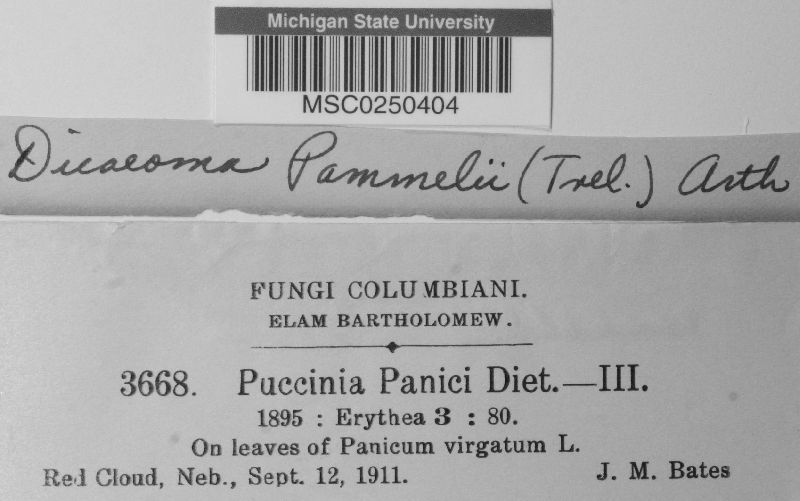 Michigan State University
MSC0250404
Dicaeoma Pammelii (Trel.) Arth
FUNGI COLUMBIANI.
ELAM BARTHOLOMEW.
3668. Puccinia Panici Diet.—III.
1895 : Erythea 3 : 80.
On leaves of Panicum virgatum L.
Red Cloud, Neb., Sept. 12, 1911. J. M. Bates